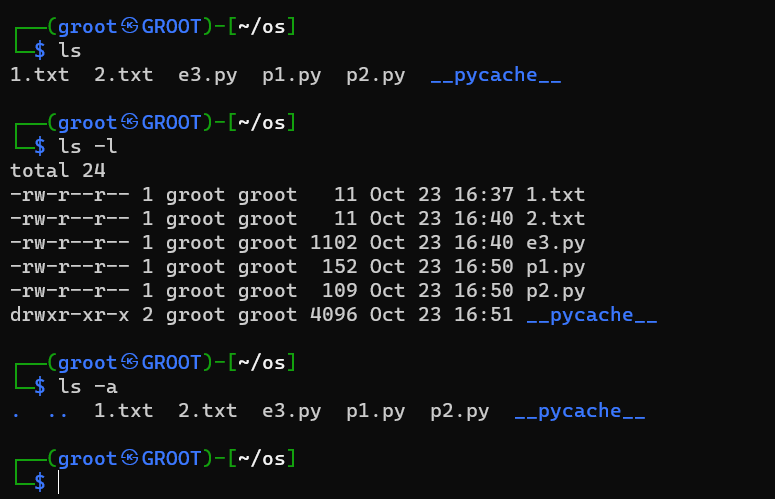 ┌──(groot㉿GROOT)-[~/os]
└─$ ls
1.txt  2.txt  e3.py  p1.py  p2.py  __pycache__

┌──(groot㉿GROOT)-[~/os]
└─$ ls -l
total 24
-rw-r--r-- 1 groot groot   11 Oct 23 16:37 1.txt
-rw-r--r-- 1 groot groot   11 Oct 23 16:40 2.txt
-rw-r--r-- 1 groot groot 1102 Oct 23 16:40 e3.py
-rw-r--r-- 1 groot groot  152 Oct 23 16:50 p1.py
-rw-r--r-- 1 groot groot  109 Oct 23 16:50 p2.py
drwxr-xr-x 2 groot groot 4096 Oct 23 16:51 __pycache__

┌──(groot㉿GROOT)-[~/os]
└─$ ls -a
.  ..  1.txt  2.txt  e3.py  p1.py  p2.py  __pycache__

┌──(groot㉿GROOT)-[~/os]
└─$